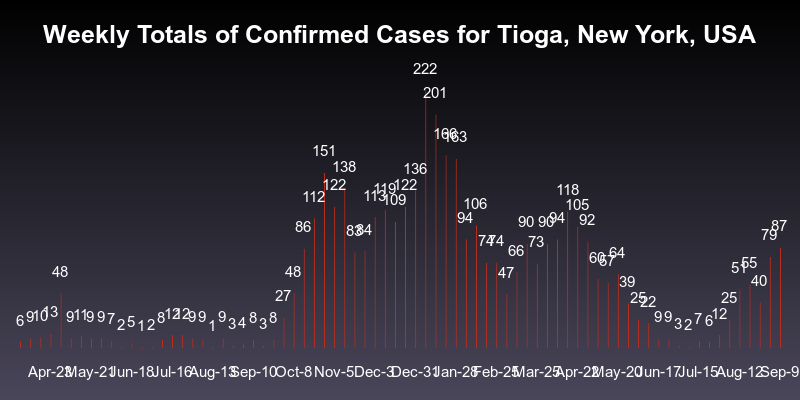 Weekly Totals of Confirmed Cases for Tioga, New York, USA
6 9 10 13 48 9 11 9 9 7 2 5 1 2 8 12 12 9 9 1 9 3 4 8 3 8 27 48 86 112 151 122 138 83 84 113 119 109 122 136 222 201 166 163 94 106 74 74 47 66 90 73 90 94 118 105 92 60 57 64 39 25 22 9 9 3 2 7 6 12 25 51 55 40 79 87
Apr-23 May-21 Jun-18 Jul-16 Aug-13 Sep-10 Oct-8 Nov-5 Dec-3 Dec-31 Jan-28 Feb-25 Mar-25 Apr-22 May-20 Jun-17 Jul-15 Aug-12 Sep-9